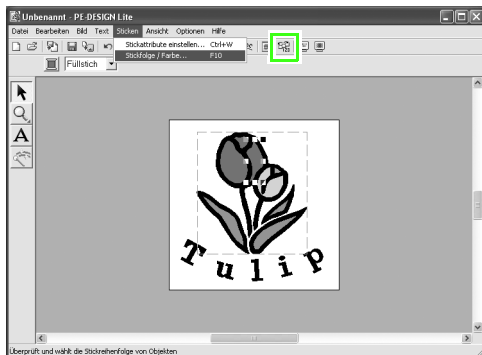 Unbenannt - PE-DESIGN Lite
Datei Bearbeiten Bild Text Sticken Ansicht Optionen Hilfe
Stickattribute einstellen... Ctrl+W
Stickfolge / Farbe... F10
Füllstich
A
Tulip
Überprüft und wählt die Stickreihenfolge von Objekten